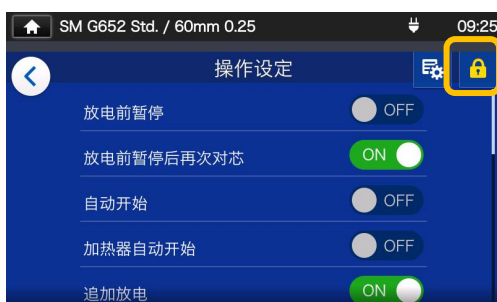 SM G652 Std. / 60mm 0.25 09:25
操作设定
放电前暂停 OFF
放电前暂停后再次对芯 ON
自动开始 OFF
加热器自动开始 OFF
追加放电 ON